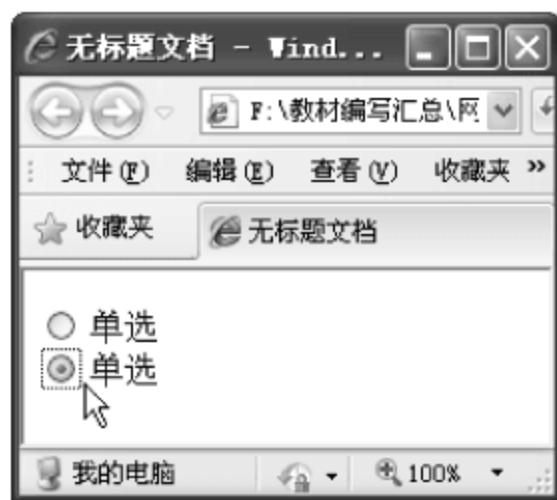 无标题文档 - Wind...
F:\教材编写汇总\网
文件(F) 编辑(E) 查看(V) 收藏夹 »
收藏夹 无标题文档
单选
单选
我的电脑 100%